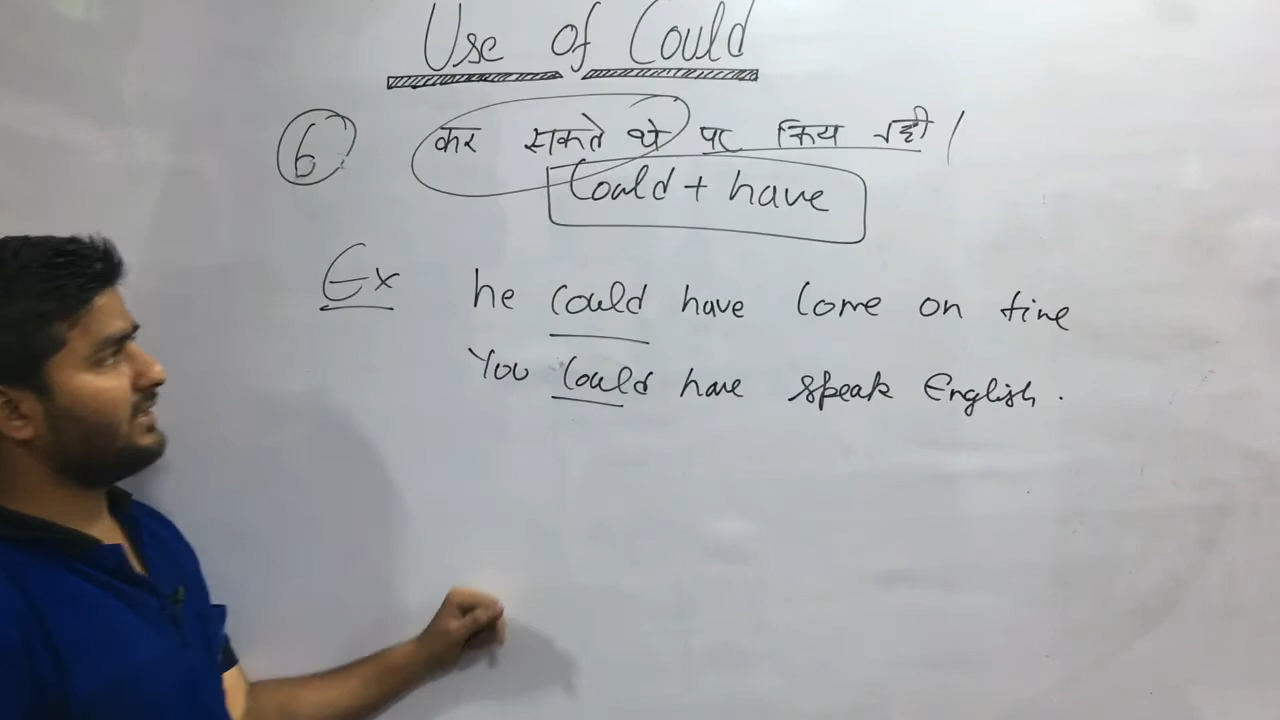 Use of Could
6 कर सकते थे पर किय नही।
Could + have
Ex he could have come on time
You Could have speak English.